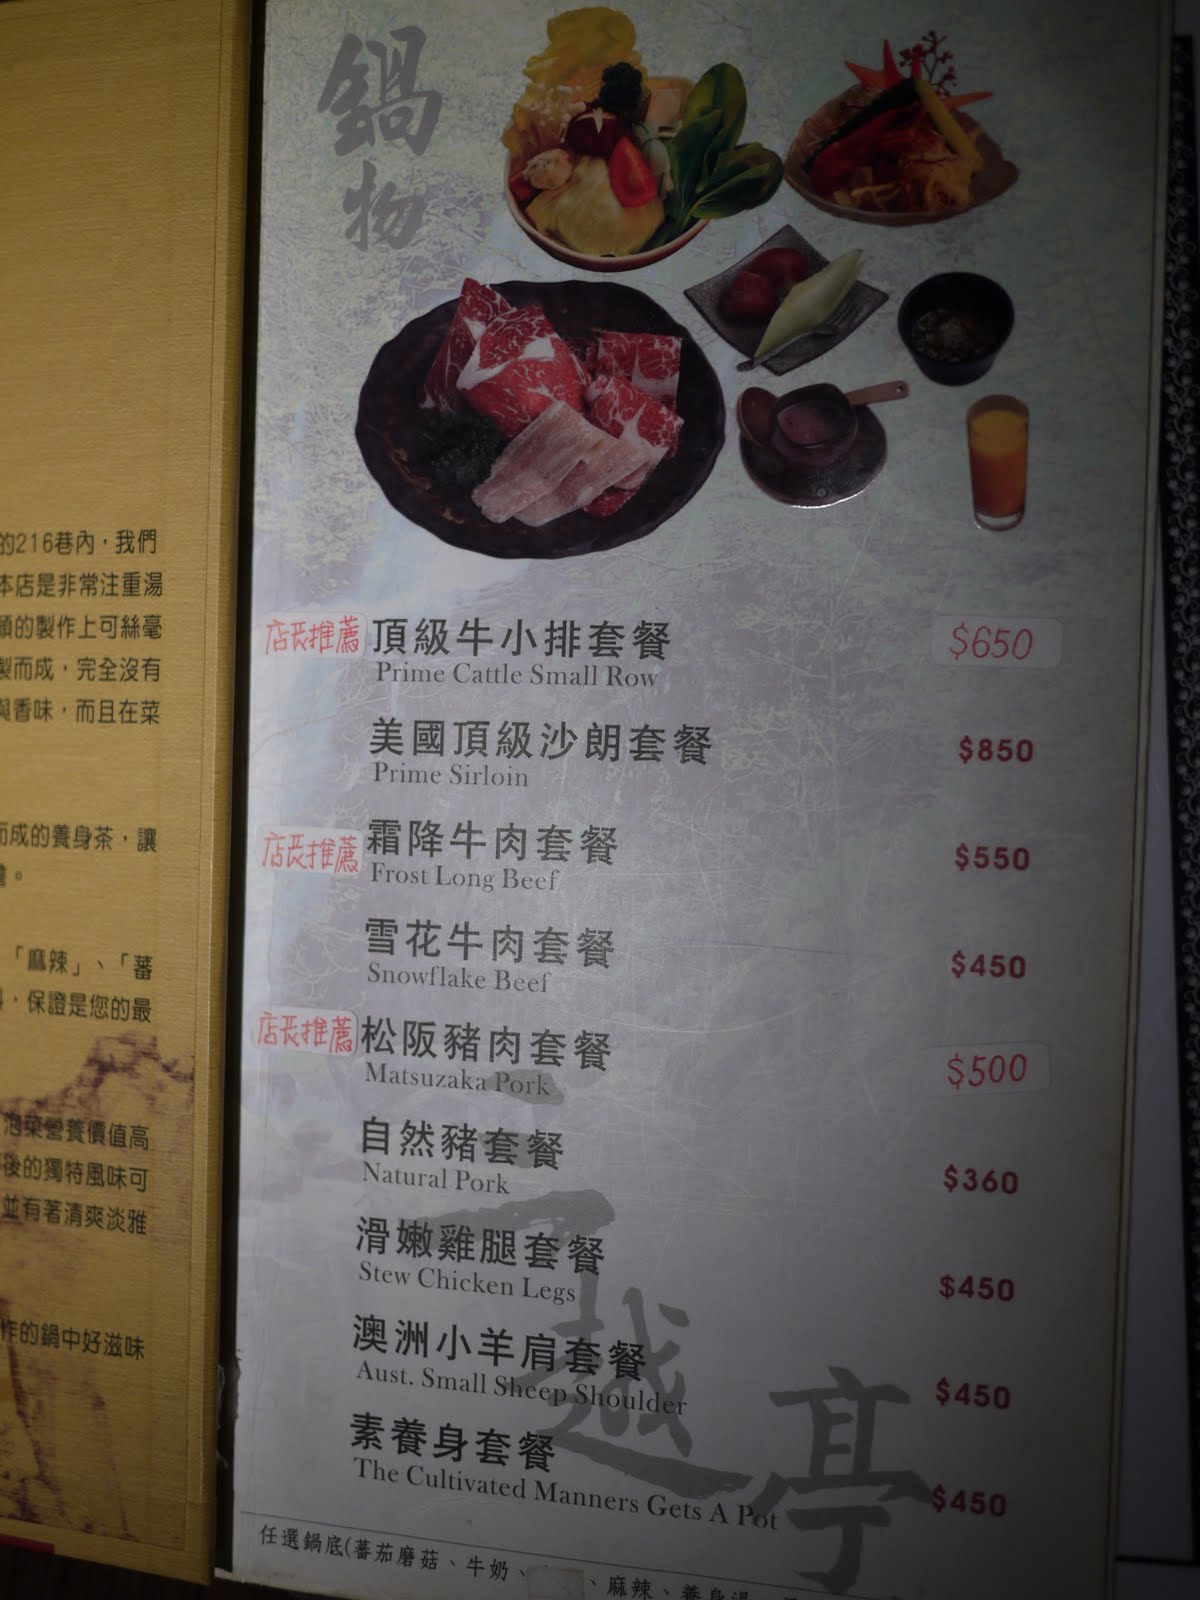 的216巷內，我們
本店是非常注重湯
的製作上可絲毫
製而成，完全沒有
與香味，而且在菜
而成的養身茶，讓
。
「麻辣」、「蕃
，保證是您的最
泡菜營養價值高
後的獨特風味可
並有著清爽淡雅
作的鍋中好滋味
鍋物
店長推薦 頂級牛小排套餐 $650
Prime Cattle Small Row
美國頂級沙朗套餐 $850
Prime Sirloin
店長推薦 霜降牛肉套餐 $550
Frost Long Beef
雪花牛肉套餐 $450
Snowflake Beef
店長推薦 松阪豬肉套餐 $500
Matsuzaka Pork
自然豬套餐 $360
Natural Pork
滑嫩雞腿套餐 $450
Stew Chicken Legs
澳洲小羊肩套餐 $450
Aust. Small Sheep Shoulder
素養身套餐 $450
The Cultivated Manners Gets A Pot
三越亭
任選鍋底(蕃茄蘑菇、牛奶、 、麻辣、養身湯